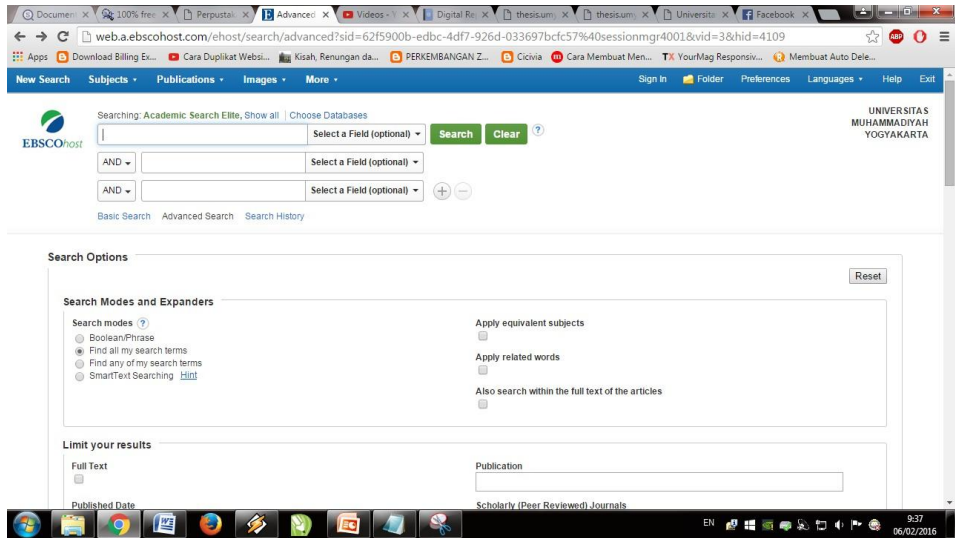 Document 100% free Perpustak Advanced Videos - Y Digital Re thesis.umy thesis.umy Universita Facebook
web.a.ebscohost.com/ehost/search/advanced?sid=62f5900b-edbc-4df7-926d-033697bcfc57%40sessionmgr4001&vid=3&hid=4109 ABP
Apps Download Billing Ex... Cara Duplikat Websi... Kisah, Renungan da... PERKEMBANGAN Z... Cicivia Cara Membuat Men... TX YourMag Responsiv... Membuat Auto Dele...
New Search Subjects Publications Images More Sign In Folder Preferences Languages Help Exit
Searching: Academic Search Elite, Show all | Choose Databases
UNIVERSITAS
MUHAMMADIYAH
YOGYAKARTA
EBSCOhost
Select a Field (optional) Search Clear ?
AND Select a Field (optional)
AND Select a Field (optional)
Basic Search Advanced Search Search History
Search Options
Reset
Search Modes and Expanders
Search modes ?
Boolean/Phrase
Find all my search terms
Find any of my search terms
SmartText Searching Hint
Apply equivalent subjects
Apply related words
Also search within the full text of the articles
Limit your results
Full Text
Publication
Published Date
Scholarly (Peer Reviewed) Journals
EN 9:37
06/02/2016